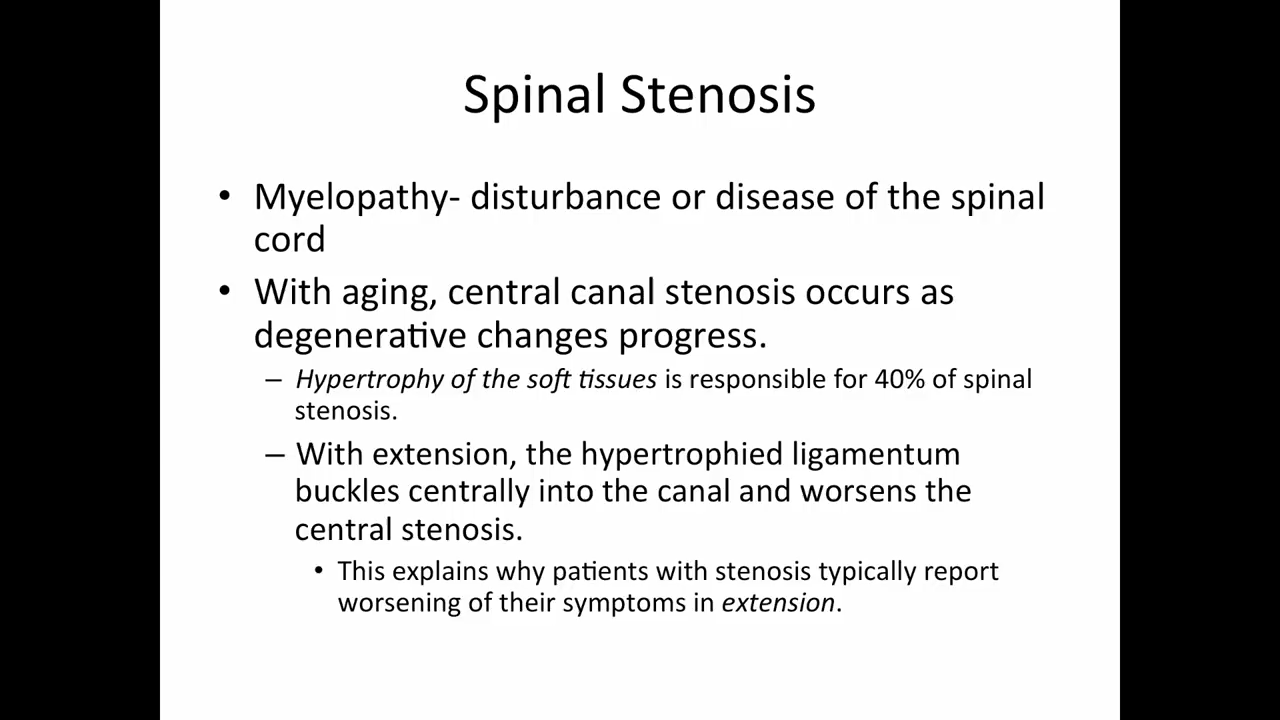 Spinal Stenosis
• Myelopathy- disturbance or disease of the spinal
cord
• With aging, central canal stenosis occurs as
degenerative changes progress.
– Hypertrophy of the soft tissues is responsible for 40% of spinal
stenosis.
– With extension, the hypertrophied ligamentum
buckles centrally into the canal and worsens the
central stenosis.
• This explains why patients with stenosis typically report
worsening of their symptoms in extension.